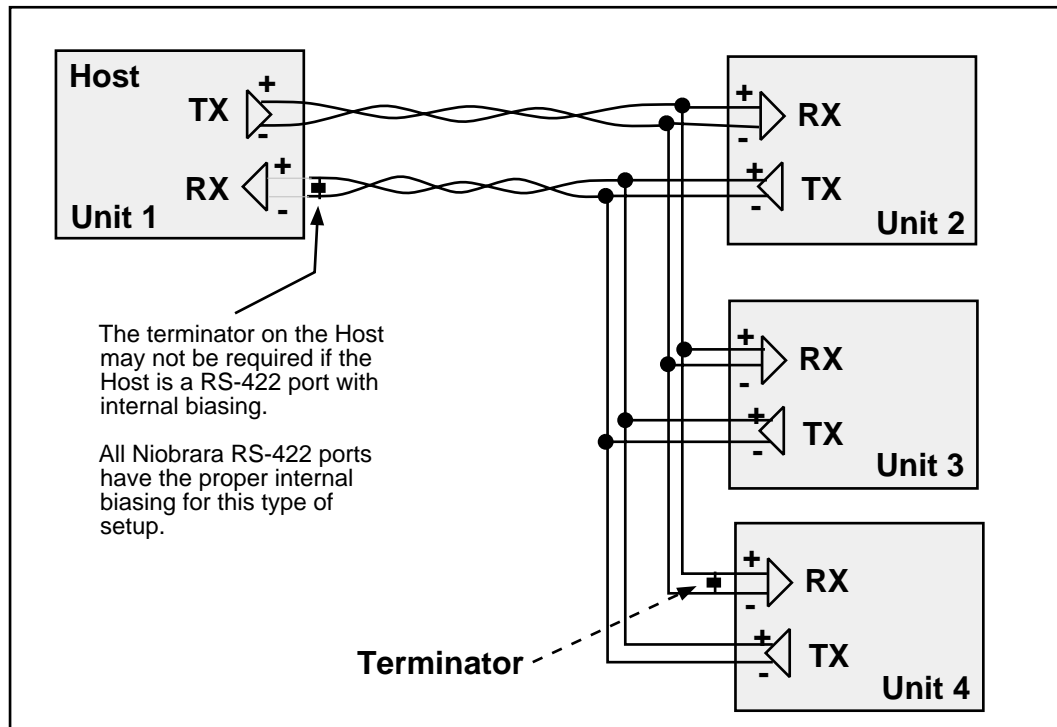 Host
+
TX
-
+
RX
-
Unit 1
+
RX
-
+
TX
-
Unit 2
The terminator on the Host
may not be required if the
Host is a RS-422 port with
internal biasing.
All Niobrara RS-422 ports
have the proper internal
biasing for this type of
setup.
+
RX
-
+
TX
-
Unit 3
+
RX
-
+
TX
-
Unit 4
Terminator